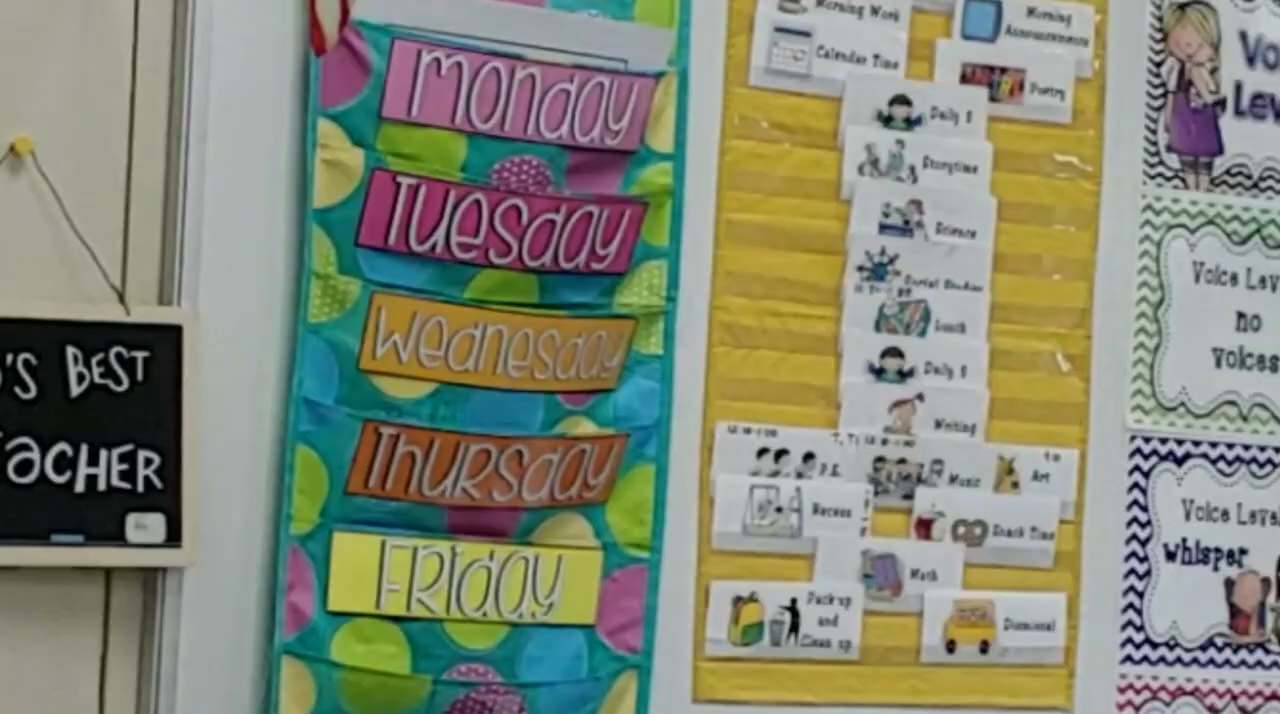 'S BEST
TEACHER
Monday
Tuesday
Wednesday
Thursday
Friday
Morning Work
Calendar Time
Morning
Announcements
Poetry
Daily 5
Storytime
Science
Social Studies
Lunch
Daily 5
Writing
P.E.
Music
Art
Recess
Snack Time
Math
Pack-up
and
Clean up
Dismissal
Vo
Lev
Voice Leve
no
voices
Voice Level
whisper